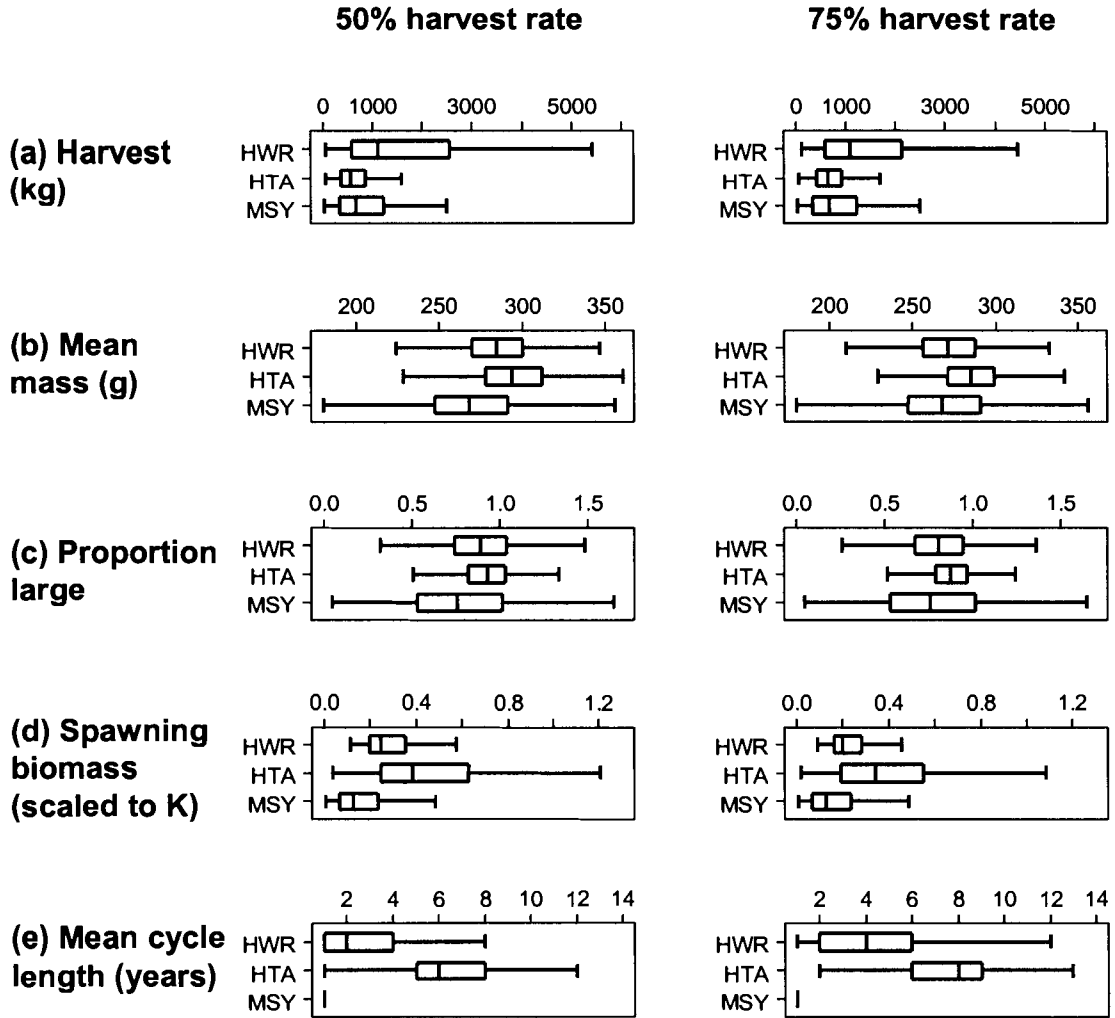 50% harvest rate 75% harvest rate
0 1000 3000 5000 0 1000 3000 5000
(a) Harvest
(kg)
HWR HWR
HTA HTA
MSY MSY
200 250 300 350 200 250 300 350
(b) Mean
mass (g)
HWR HWR
HTA HTA
MSY MSY
0.0 0.5 1.0 1.5 0.0 0.5 1.0 1.5
(c) Proportion
large
HWR HWR
HTA HTA
MSY MSY
0.0 0.4 0.8 1.2 0.0 0.4 0.8 1.2
(d) Spawning
biomass
(scaled to K)
HWR HWR
HTA HTA
MSY MSY
2 4 6 8 10 12 14 2 4 6 8 10 12 14
(e) Mean cycle
length (years)
HWR HWR
HTA HTA
MSY MSY